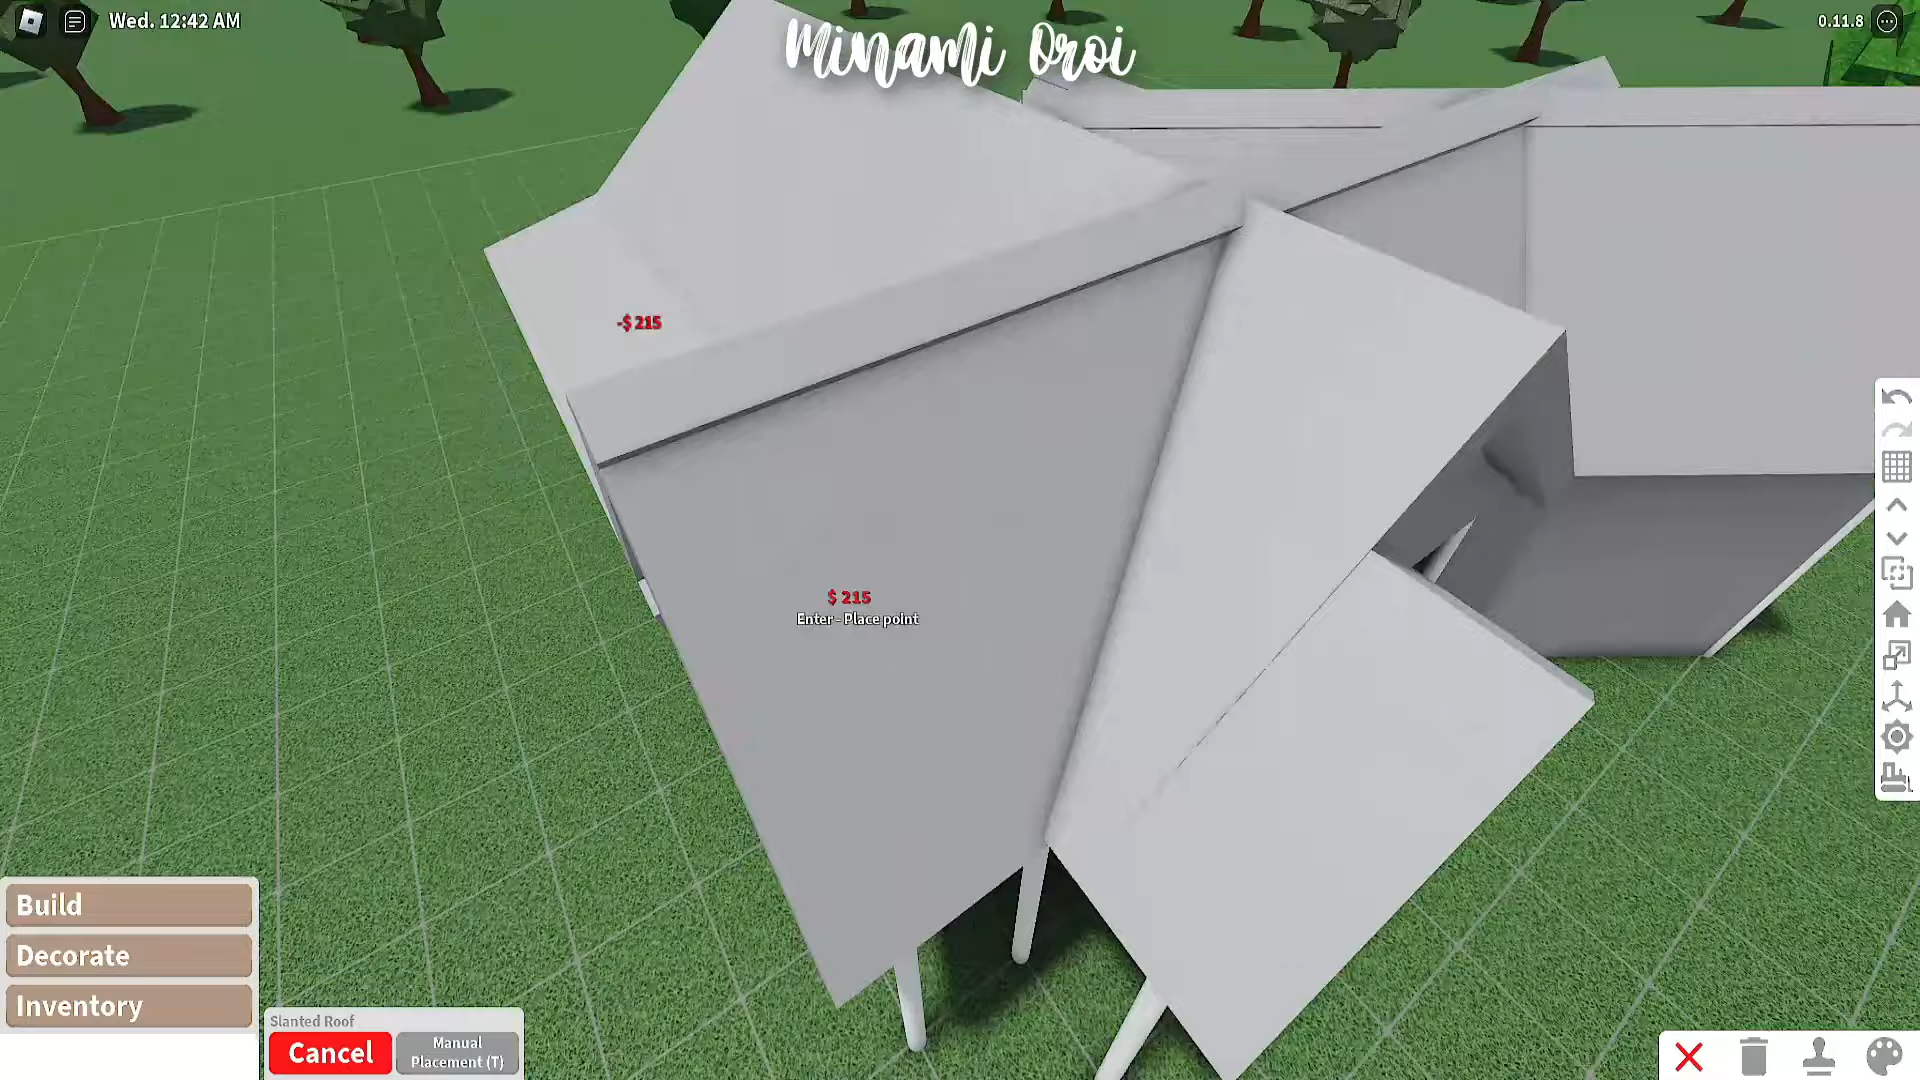 Wed. 12:42 AM
Minami Oroi
0.11.8
-$ 215
$ 215
Enter - Place point
Build
Decorate
Inventory
Slanted Roof
Cancel
Manual
Placement (T)